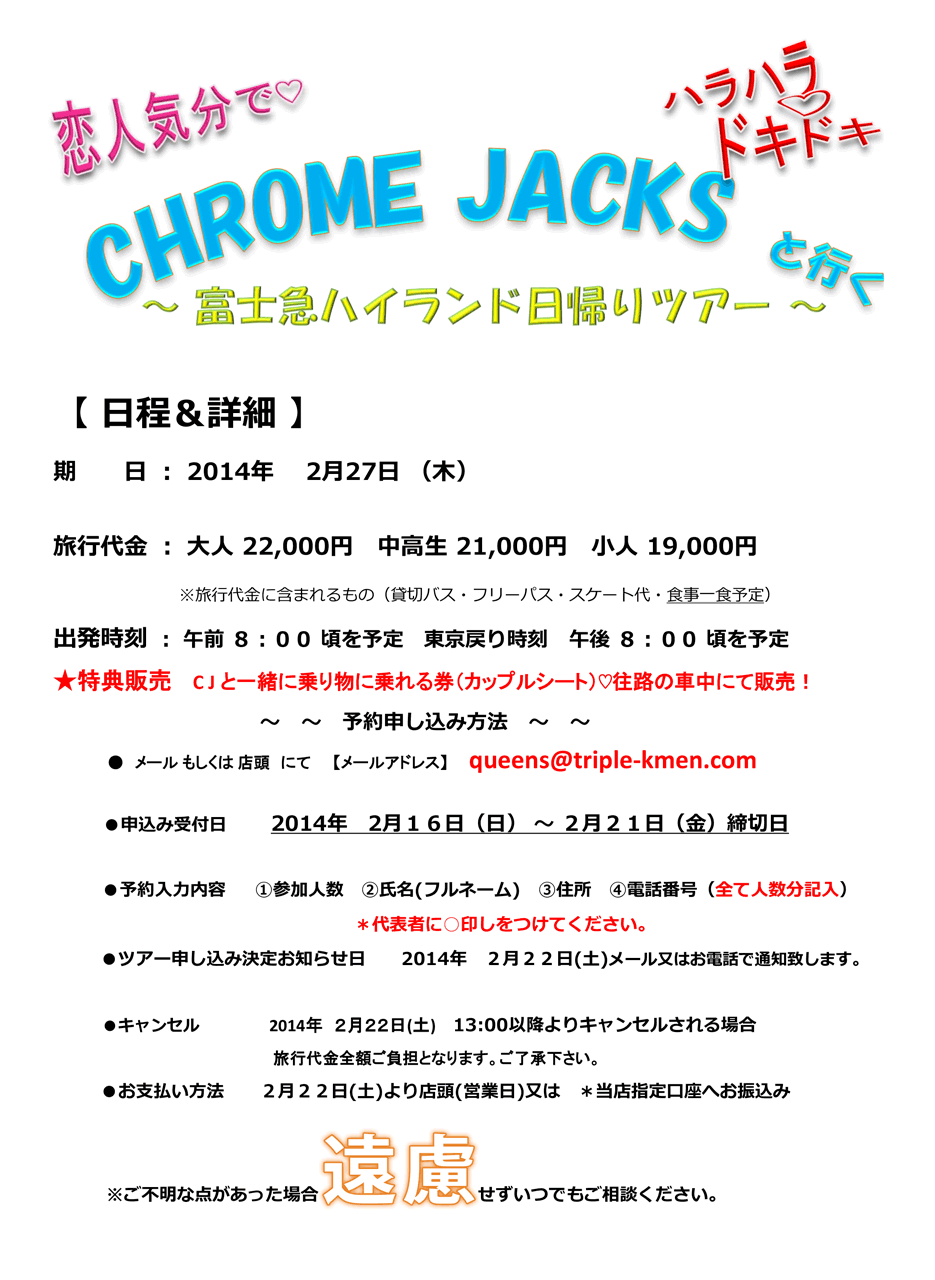 恋人気分で♡
ハラハラ♡
ドキドキ
CHROME JACKS と行く
～ 富士急ハイランド日帰りツアー ～
【 日程＆詳細 】
期　　日 ： 2014年　2月27日 （木）
旅行代金 ： 大人 22,000円　中高生 21,000円　小人 19,000円
※旅行代金に含まれるもの（貸切バス・フリーパス・スケート代・食事一食予定）
出発時刻 ： 午前 ８：００ 頃を予定　東京戻り時刻　午後 ８：００ 頃を予定
★特典販売　ＣＪと一緒に乗り物に乗れる券（カップルシート）♡往路の車中にて販売！
～　～　予約申し込み方法　～　～
● メール もしくは 店頭　にて　【メールアドレス】　queens@triple-kmen.com
●申込み受付日　2014年　2月１６日（日） ～ ２月２１日（金）締切日
●予約入力内容　①参加人数　②氏名(フルネーム)　③住所　④電話番号（全て人数分記入）
＊代表者に○印しをつけてください。
●ツアー申し込み決定お知らせ日　2014年　２月２２日(土)メール又はお電話で通知致します。
●キャンセル　2014年　２月２２日(土)　13:00以降よりキャンセルされる場合
旅行代金全額ご負担となります。ご了承下さい。
●お支払い方法　２月２２日(土)より店頭(営業日)又は　＊当店指定口座へお振込み
※ご不明な点があった場合遠慮せずいつでもご相談ください。